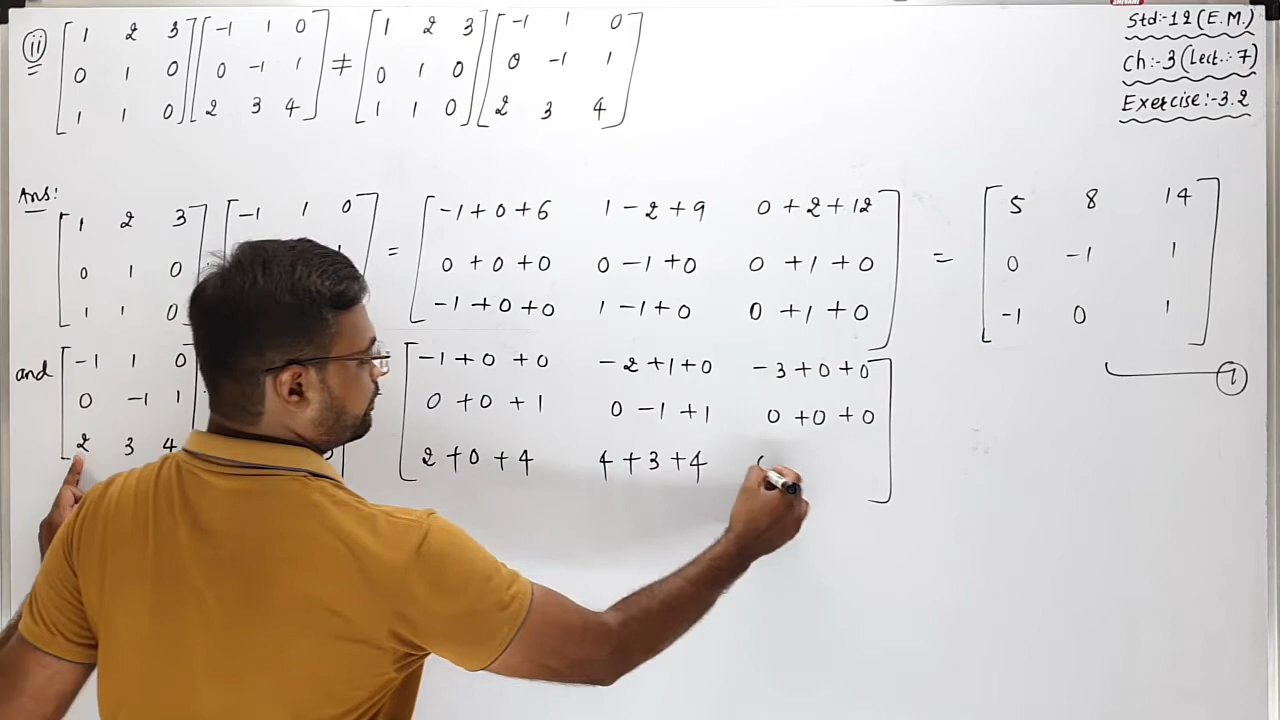 (ii) [ 1 2 3 ] [ -1 1 0 ] ≠ [ 1 2 3 ] [ -1 1 0 ]
0 1 0 0 -1 1 0 1 0 0 -1 1
1 1 0 2 3 4 1 1 0 2 3 4
Std:-12 (E.M.)
Ch:-3 (Lect.:7)
Exercise:-3.2
Ans:
[ 1 2 3 ] [ -1 1 0 ] = [ -1+0+6 1-2+9 0+2+12 ] = [ 5 8 14 ]
0 1 0 1 0+0+0 0-1+0 0+1+0 0 -1 1
1 1 0 -1+0+0 1-1+0 0+1+0 -1 0 1
1
and [ -1 1 0 [ -1+0+0 -2+1+0 -3+0+0 ]
0 -1 1 0+0+1 0-1+1 0+0+0
2 3 4 2+0+4 4+3+4